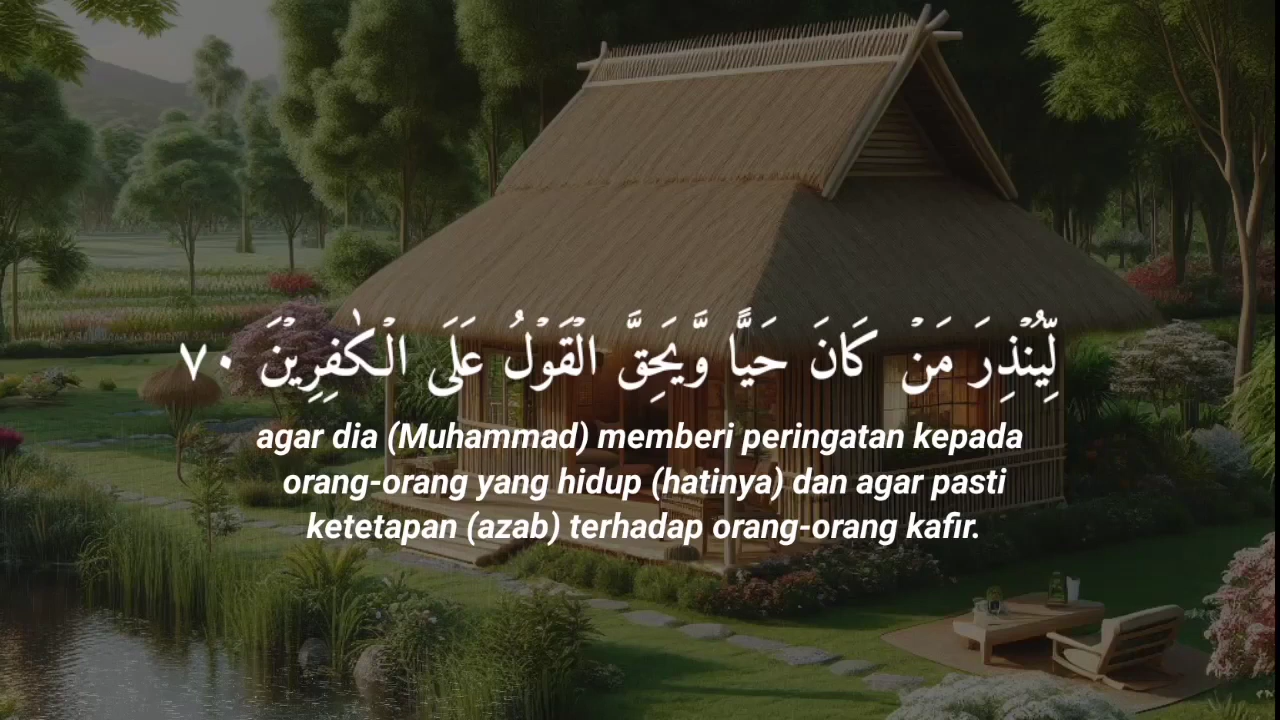 لِّيُنْذِرَ مَنْ كَانَ حَيًّا وَّيَحِقَّ الْقَوْلُ عَلَى الْكٰفِرِيْنَ ٧٠
agar dia (Muhammad) memberi peringatan kepada
orang-orang yang hidup (hatinya) dan agar pasti
ketetapan (azab) terhadap orang-orang kafir.